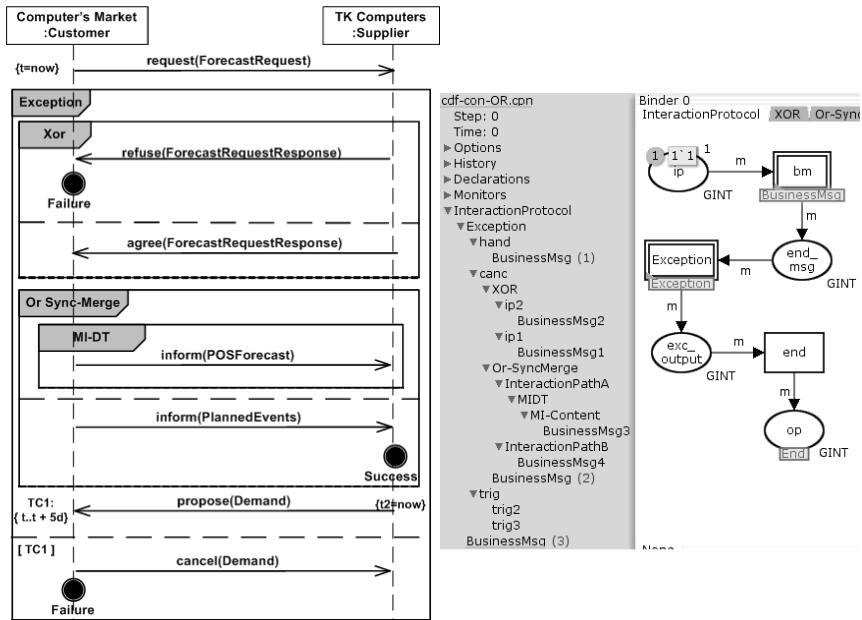 Computer's Market
:Customer
TK Computers
:Supplier
{t=now}
request(ForecastRequest)
Exception
Xor
refuse(ForecastRequestResponse)
Failure
agree(ForecastRequestResponse)
Or Sync-Merge
MI-DT
inform(POSForecast)
inform(PlannedEvents)
Success
TC1:
{ t..t + 5d}
propose(Demand)
{t2=now}
[ TC1 ]
cancel(Demand)
Failure
cdf-con-OR.cpn
Step: 0
Time: 0
Options
History
Declarations
Monitors
InteractionProtocol
Exception
hand
BusinessMsg (1)
canc
XOR
ip2
BusinessMsg2
ip1
BusinessMsg1
Or-SyncMerge
InteractionPathA
MIDT
MI-Content
BusinessMsg3
InteractionPathB
BusinessMsg4
BusinessMsg (2)
trig
trig2
trig3
BusinessMsg (3)
Binder 0
InteractionProtocol XOR Or-Sync
1 1`1 1
ip
GINT
m
bm
BusinessMsg
m
end_
msg
GINT
m
Exception
Exception
m
exc_
output
GINT
m
end
m
op
End
GINT